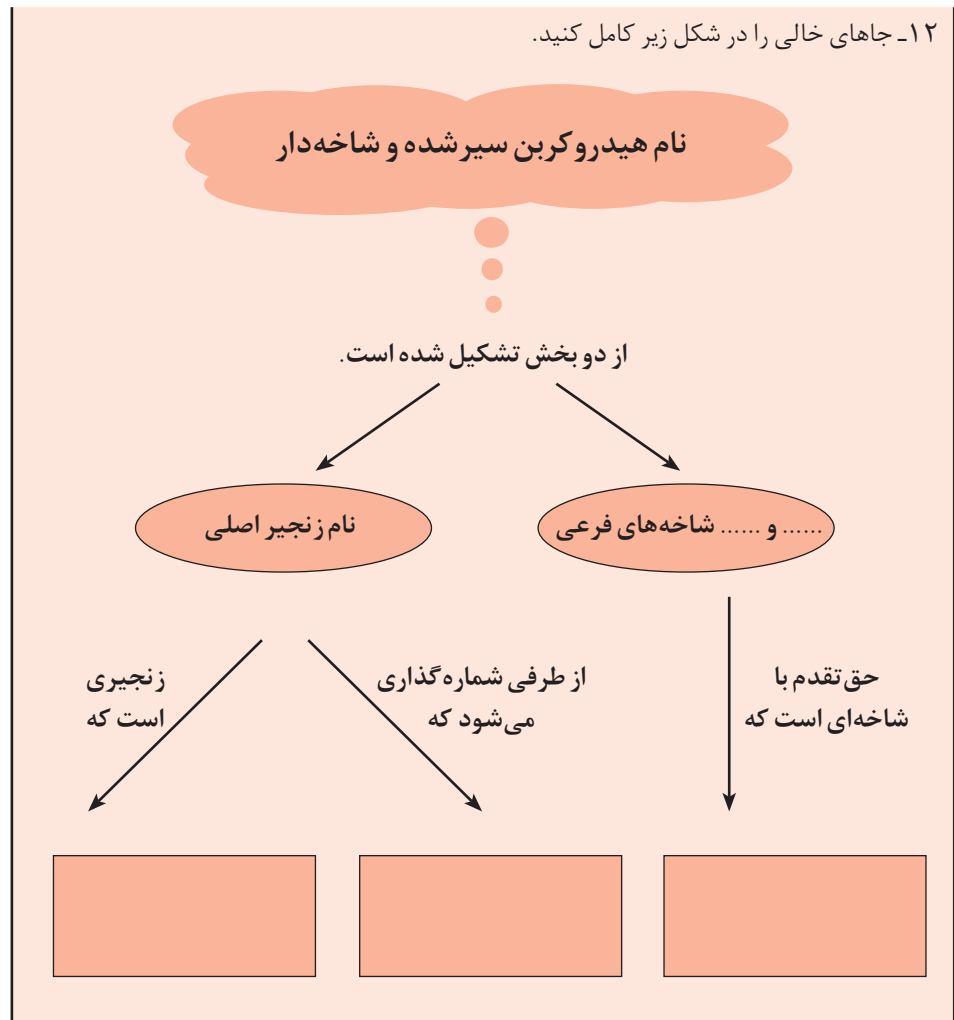 ۱۲ـ جاهای خالی را در شکل زیر کامل کنید.
نام هیدروکربن سیرشده و شاخه‌دار
از دو بخش تشکیل شده است.
...... و ...... شاخه‌های فرعی
نام زنجیر اصلی
حق تقدم با
شاخه‌ای است که
از طرفی شماره‌گذاری
می‌شود که
زنجیری
است که